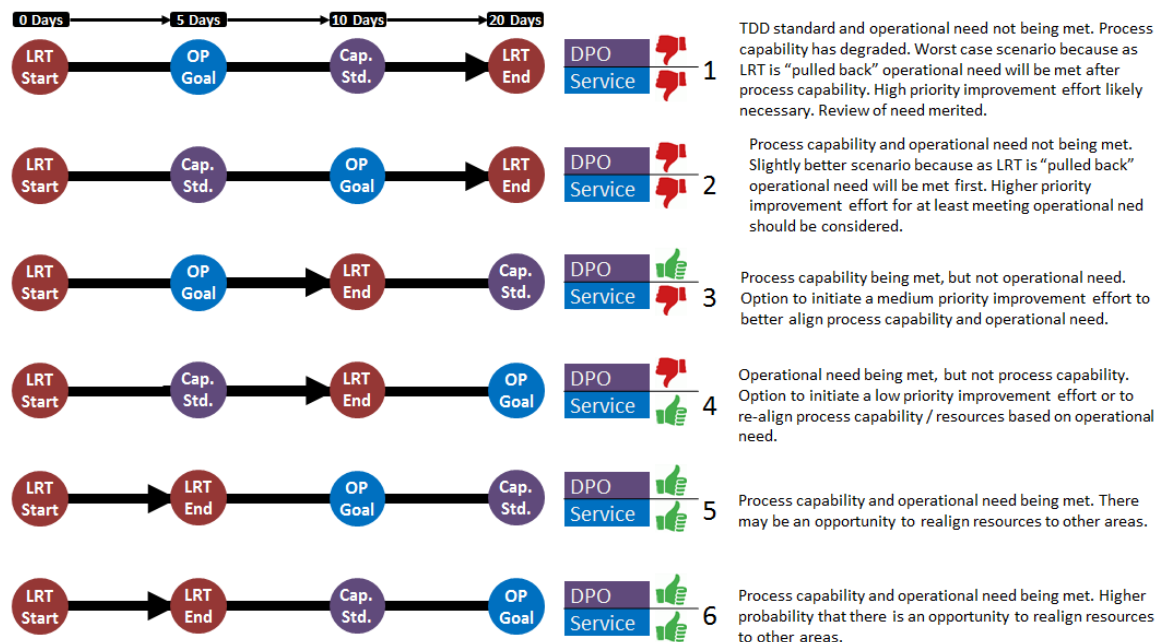 0 Days 5 Days 10 Days 20 Days
LRT Start
OP Goal
Cap. Std.
LRT End
DPO
Service
1
TDD standard and operational need not being met. Process
capability has degraded. Worst case scenario because as
LRT is “pulled back” operational need will be met after
process capability. High priority improvement effort likely
necessary. Review of need merited.
LRT Start
Cap. Std.
OP Goal
LRT End
DPO
Service
2
Process capability and operational need not being met.
Slightly better scenario because as LRT is “pulled back”
operational need will be met first. Higher priority
improvement effort for at least meeting operational ned
should be considered.
LRT Start
OP Goal
LRT End
Cap. Std.
DPO
Service
3
Process capability being met, but not operational need.
Option to initiate a medium priority improvement effort to
better align process capability and operational need.
LRT Start
Cap. Std.
LRT End
OP Goal
DPO
Service
4
Operational need being met, but not process capability.
Option to initiate a low priority improvement effort or to
re-align process capability / resources based on operational
need.
LRT Start
LRT End
OP Goal
Cap. Std.
DPO
Service
5
Process capability and operational need being met. There
may be an opportunity to realign resources to other areas.
LRT Start
LRT End
Cap. Std.
OP Goal
DPO
Service
6
Process capability and operational need being met. Higher
probability that there is an opportunity to realign resources
to other areas.